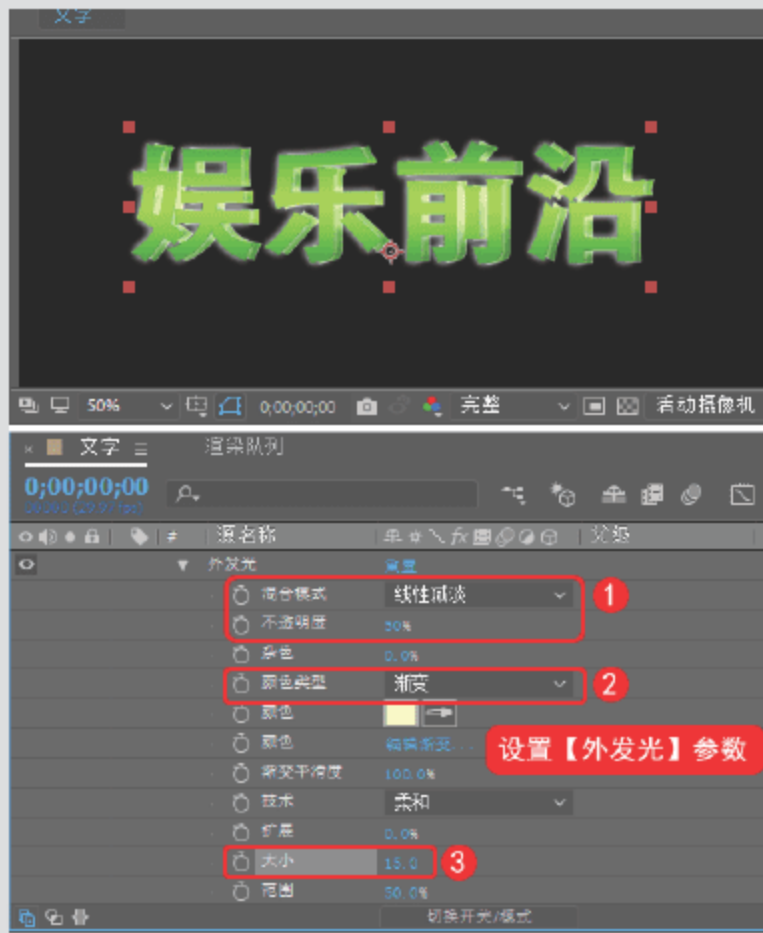 文字
娱乐前沿
50% 0;00;00;00 完整 活动摄像机
× 文字 渲染队列
0;00;00;00
# 源名称 fx 父级
外发光 重置
① 混合模式 线性减淡
不透明度 50%
杂色 0.0%
颜色类型 渐变 2
颜色
颜色 编辑渐变...
设置【外发光】参数
渐变平滑度 100.0%
技术 柔和
扩展 0.0%
大小 15.0 3
范围 50.0%
切换开关/模式